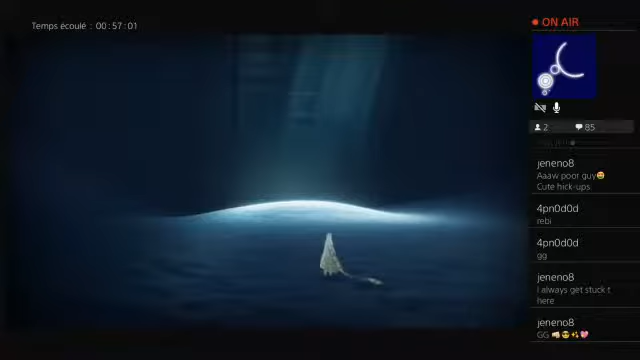 Temps écoulé : 00:57:01
ON AIR
2 85
jeneno8
Aaaw poor guy😆
Cute hick-ups
4pn0d0d
rebi
4pn0d0d
gg
jeneno8
I always get stuck t
here
jeneno8
GG 👊🏻😎✨💖